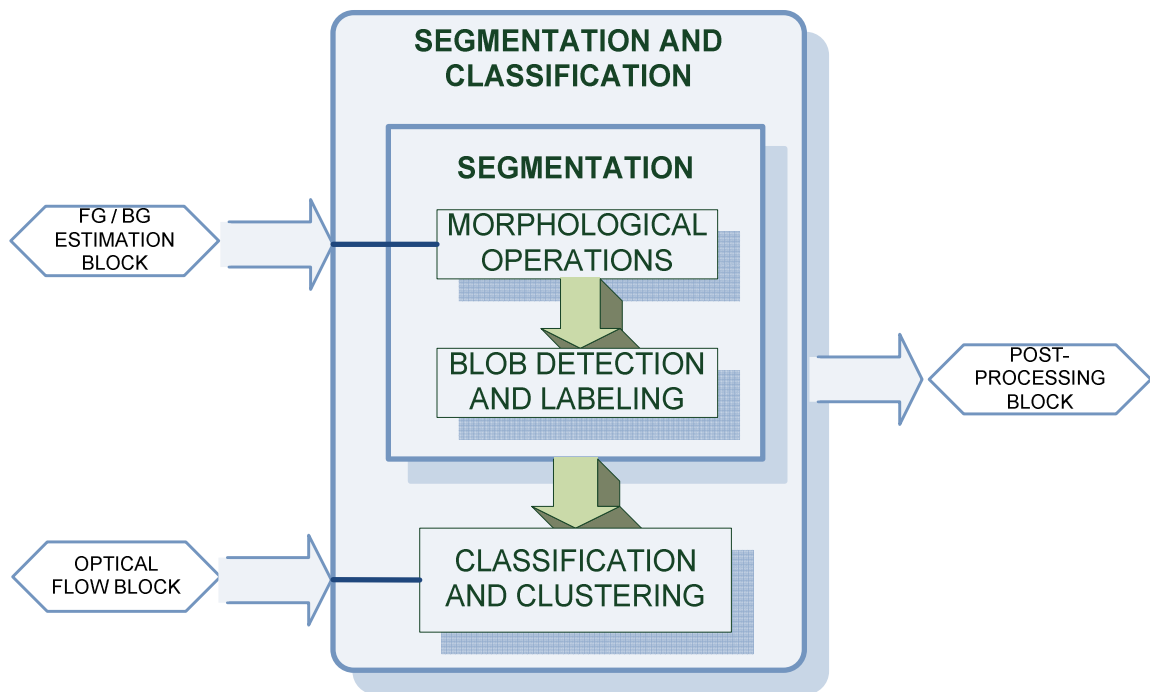 SEGMENTATION AND
CLASSIFICATION
SEGMENTATION
FG / BG
ESTIMATION
BLOCK
MORPHOLOGICAL
OPERATIONS
BLOB DETECTION
AND LABELING
POST-
PROCESSING
BLOCK
OPTICAL
FLOW BLOCK
CLASSIFICATION
AND CLUSTERING